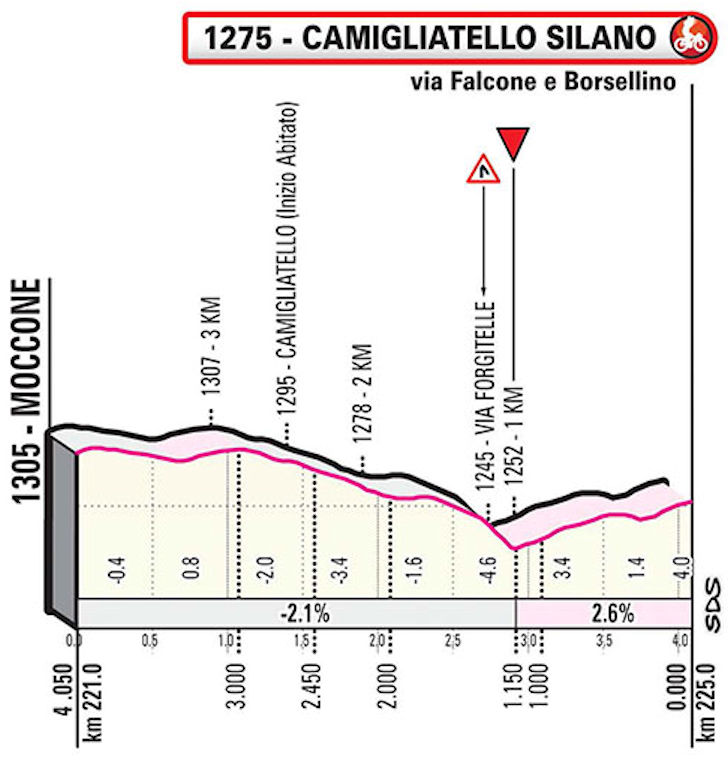 1275 - CAMIGLIATELLO SILANO
via Falcone e Borsellino
1305 - MOCCONE
1307 - 3 KM
1295 - CAMIGLIATELLO (Inizio Abitato)
1278 - 2 KM
1245 - VIA FORGITELLE
1252 - 1 KM
-0.4
0.8
-2.0
-3.4
-1.6
-4.6
3.4
1.4
4.0
-2.1%
2.6%
SDS
0.0
0,5
1.0
1,5
2.0
2,5
3.0
3,5
4.0
4.050
km 221.0
3.000
2.450
2.000
1.150
1.000
0.000
km 225.0